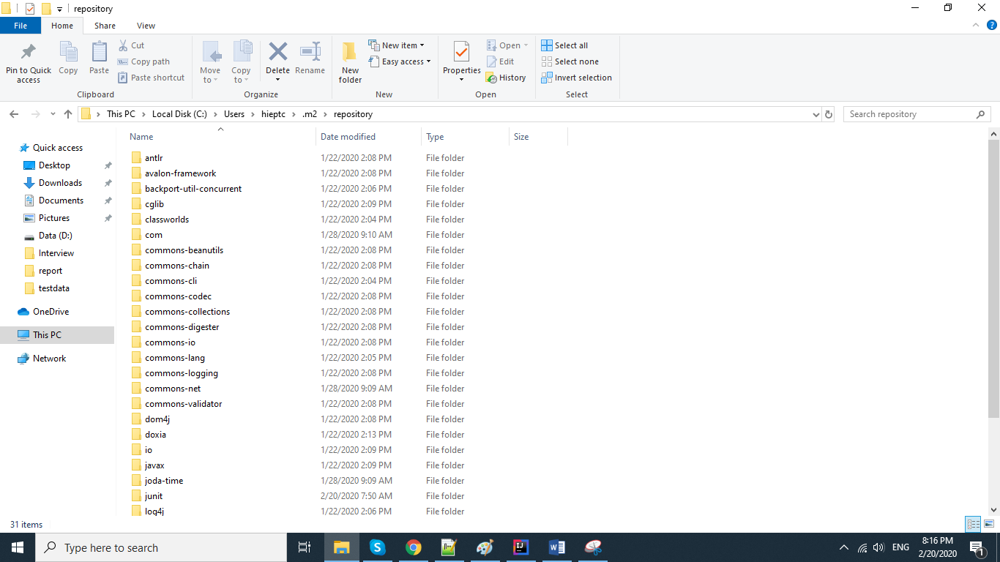 repository
File Home Share View
Pin to Quick access
Copy
Paste
Cut
Copy path
Paste shortcut
Clipboard
Move to
Copy to
Delete
Rename
Organize
New folder
New item
Easy access
New
Properties
Open
Edit
History
Open
Select all
Select none
Invert selection
Select
This PC > Local Disk (C:) > Users > hieptc > .m2 > repository
Search repository
Quick access
Desktop
Downloads
Documents
Pictures
Data (D:)
Interview
report
testdata
OneDrive
This PC
Network
Name Date modified Type Size
antlr 1/22/2020 2:08 PM File folder
avalon-framework 1/22/2020 2:08 PM File folder
backport-util-concurrent 1/22/2020 2:06 PM File folder
cglib 1/22/2020 2:09 PM File folder
classworlds 1/22/2020 2:04 PM File folder
com 1/28/2020 9:10 AM File folder
commons-beanutils 1/22/2020 2:08 PM File folder
commons-chain 1/22/2020 2:08 PM File folder
commons-cli 1/22/2020 2:04 PM File folder
commons-codec 1/22/2020 2:08 PM File folder
commons-collections 1/22/2020 2:08 PM File folder
commons-digester 1/22/2020 2:08 PM File folder
commons-io 1/22/2020 2:08 PM File folder
commons-lang 1/22/2020 2:05 PM File folder
commons-logging 1/22/2020 2:08 PM File folder
commons-net 1/28/2020 9:09 AM File folder
commons-validator 1/22/2020 2:08 PM File folder
dom4j 1/22/2020 2:08 PM File folder
doxia 1/22/2020 2:13 PM File folder
io 1/22/2020 2:09 PM File folder
javax 1/22/2020 2:09 PM File folder
joda-time 1/28/2020 9:09 AM File folder
junit 2/20/2020 7:50 AM File folder
log4j 1/22/2020 2:06 PM File folder
31 items
Type here to search
ENG
8:16 PM
2/20/2020
1